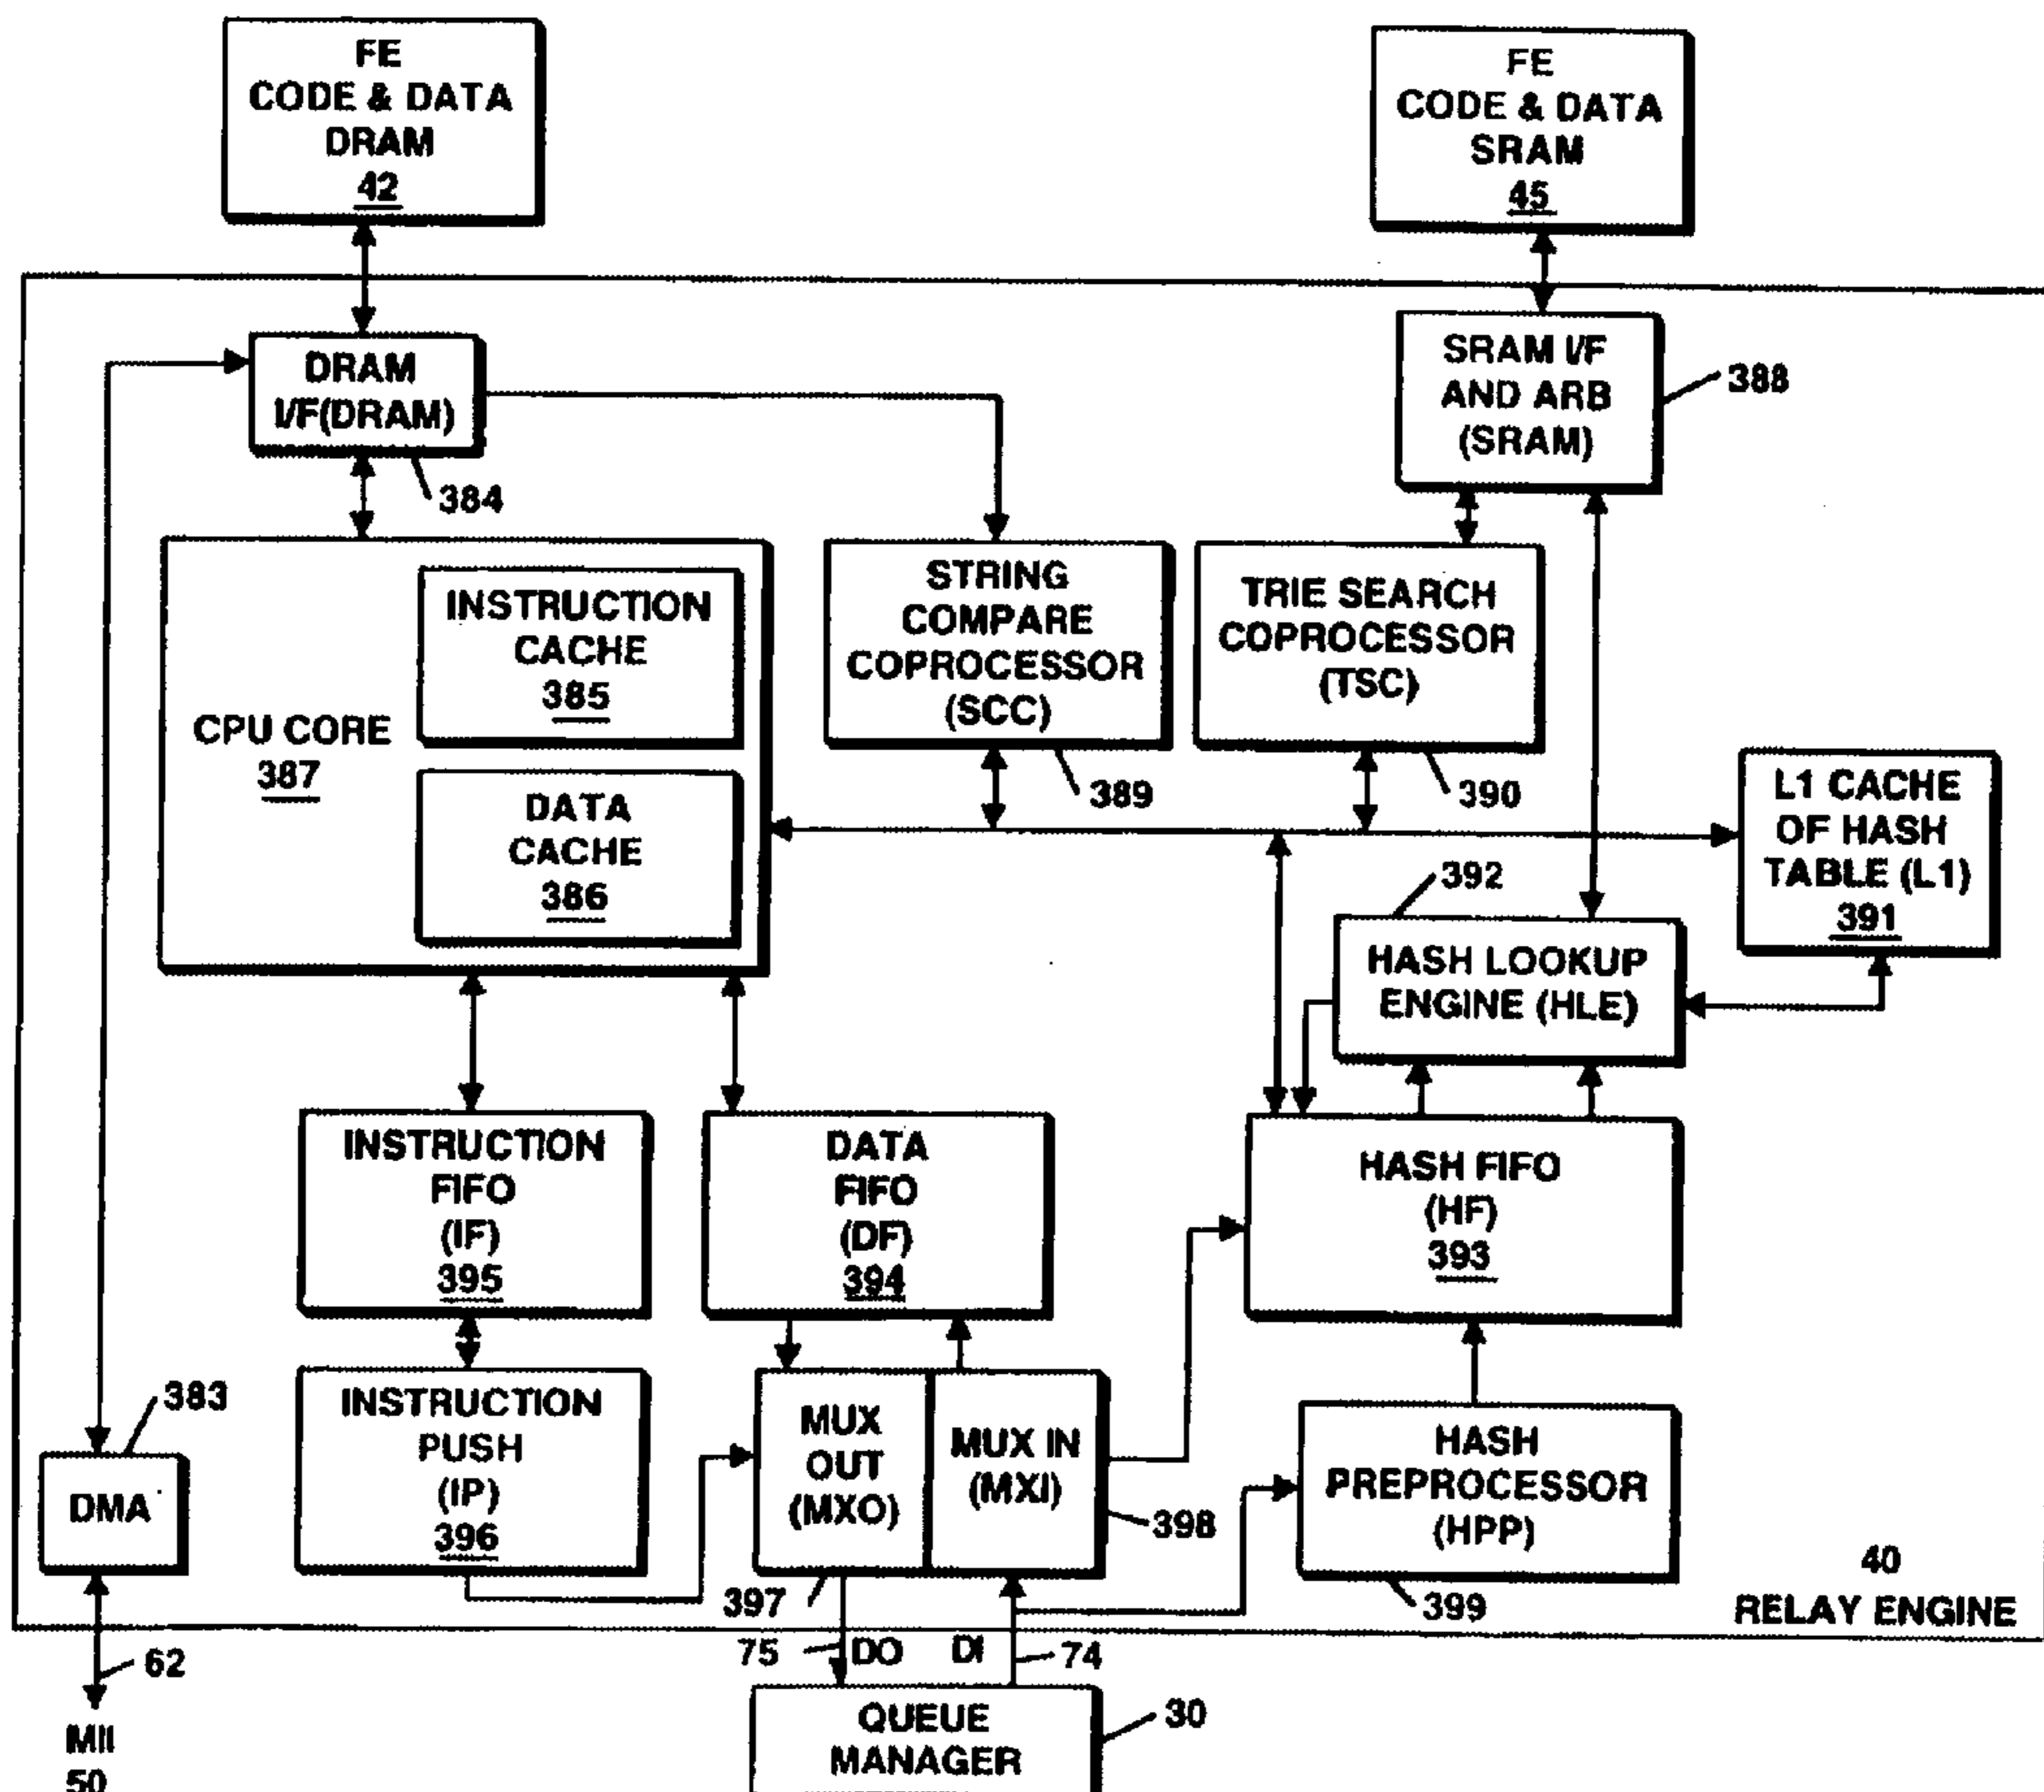 FE
CODE & DATA
DRAM
42
FE
CODE & DATA
SRAM
45
DRAM
I/F(DRAM)
384
SRAM I/F
AND ARB
(SRAM)
388
CPU CORE
387
INSTRUCTION
CACHE
385
DATA
CACHE
386
STRING
COMPARE
COPROCESSOR
(SCC)
389
TRIE SEARCH
COPROCESSOR
(TSC)
390
L1 CACHE
OF HASH
TABLE (L1)
391
392
HASH LOOKUP
ENGINE (HLE)
INSTRUCTION
FIFO
(IF)
395
DATA
FIFO
(DF)
394
HASH FIFO
(HF)
393
383
DMA
INSTRUCTION
PUSH
(IP)
396
MUX
OUT
(MXO)
397
MUX IN
(MXI)
398
HASH
PREPROCESSOR
(HPP)
399
40
RELAY ENGINE
62
MII
50
75
DO
DI
74
QUEUE
MANAGER
30